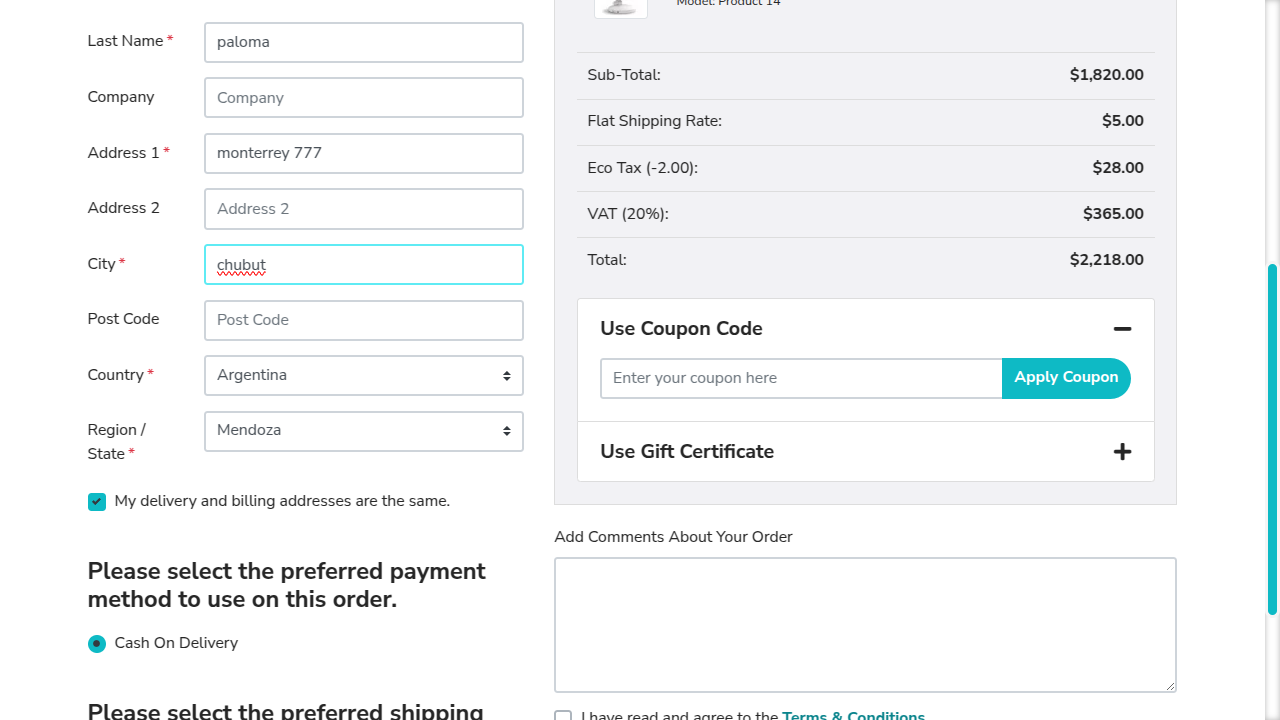 Last Name *
paloma
Company
Company
Address 1 *
monterrey 777
Address 2
Address 2
City *
chubut
Post Code
Post Code
Country *
Argentina
Region /
State *
Mendoza
My delivery and billing addresses are the same.
Please select the preferred payment
method to use on this order.
Cash On Delivery
Please select the preferred shipping
Model: Product 14
Sub-Total: $1,820.00
Flat Shipping Rate: $5.00
Eco Tax (-2.00): $28.00
VAT (20%): $365.00
Total: $2,218.00
Use Coupon Code
Enter your coupon here
Apply Coupon
Use Gift Certificate
Add Comments About Your Order
I have read and agree to the Terms & Conditions